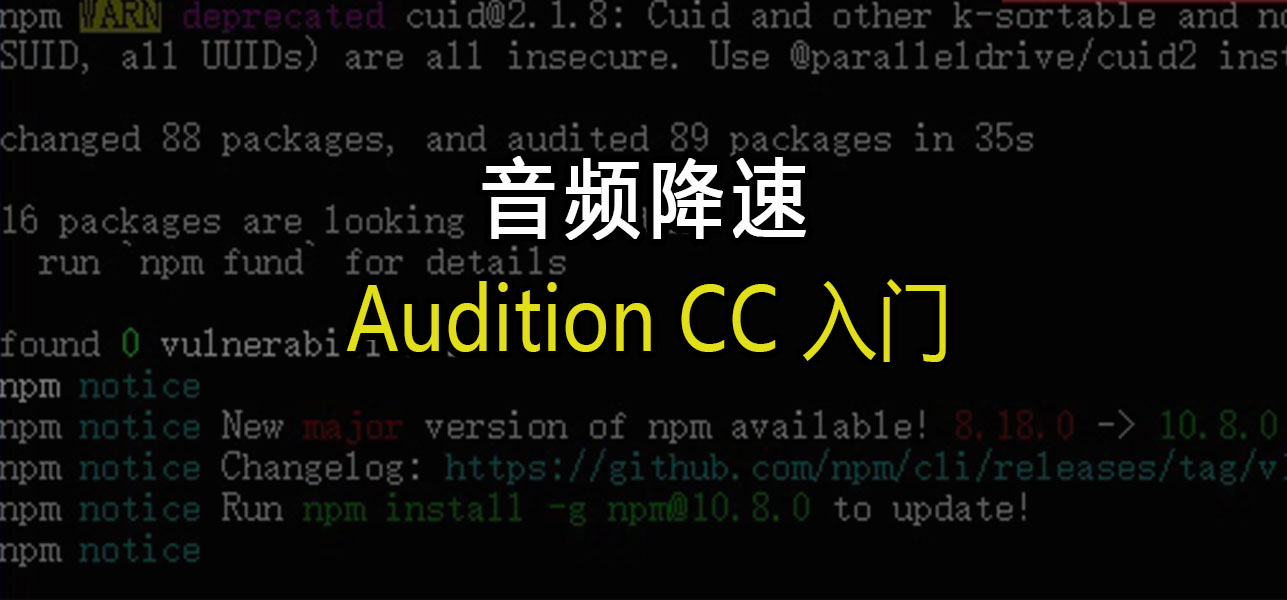 npm WARN deprecated cuid@2.1.8: Cuid and other k-sortable and
SUID, all UUIDs) are all insecure. Use @paralleldrive/cuid2
changed 88 packages, and audited 89 packages in 35s
音频降速
16 packages are looking
run `npm fund` for details
Audition CC 入门
found 0
npm notice
npm notice New major version of npm available! 8.18.0 -> 10.8.0
npm notice Changelog: https://github.com/npm/cli/releases/tag/v
npm notice Run npm install -g npm@10.8.0 to update!
npm notice